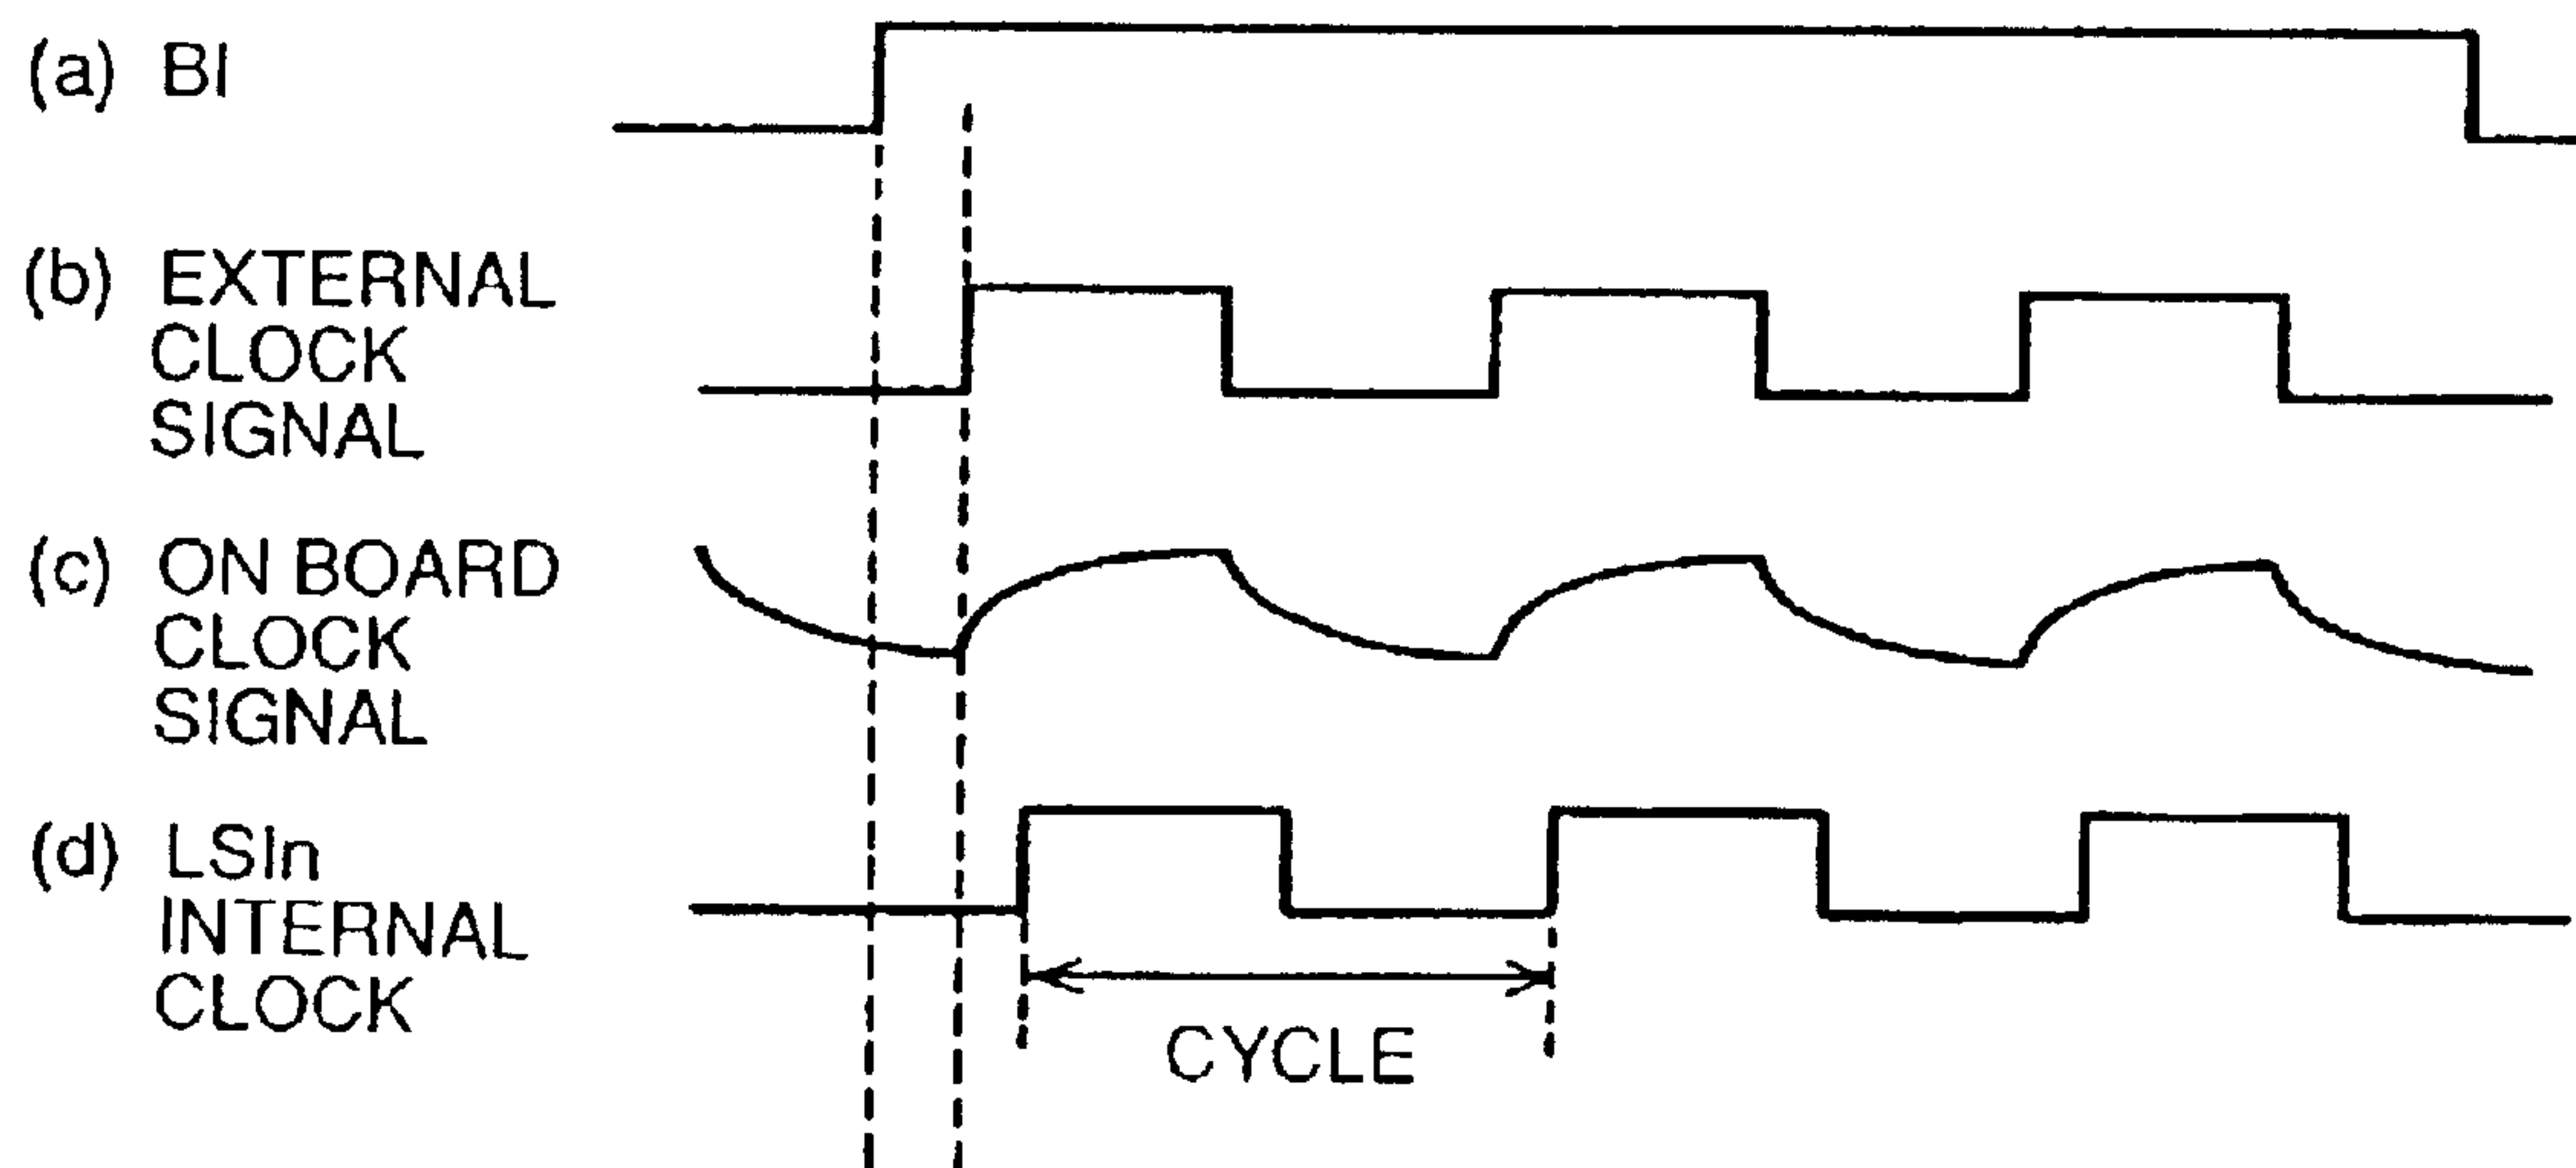 (a) BI
(b) EXTERNAL
CLOCK
SIGNAL
(c) ON BOARD
CLOCK
SIGNAL
(d) LSIn
INTERNAL
CLOCK
CYCLE